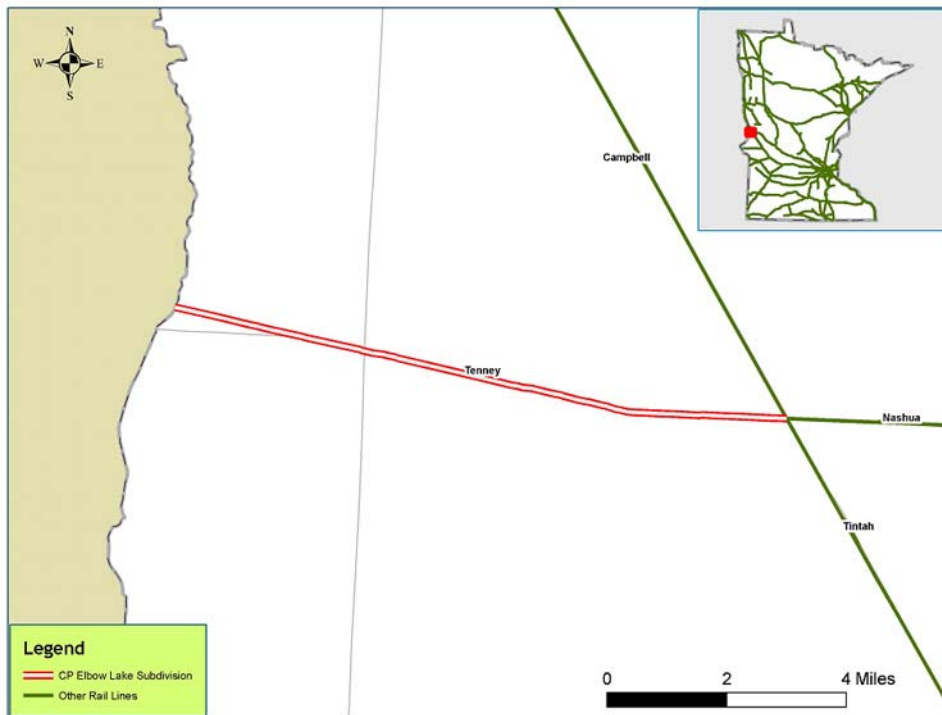 N
W E
S
Campbell
Tenney
Nashua
Tintah
Legend
CP Elbow Lake Subdivision
Other Rail Lines
0 2 4 Miles